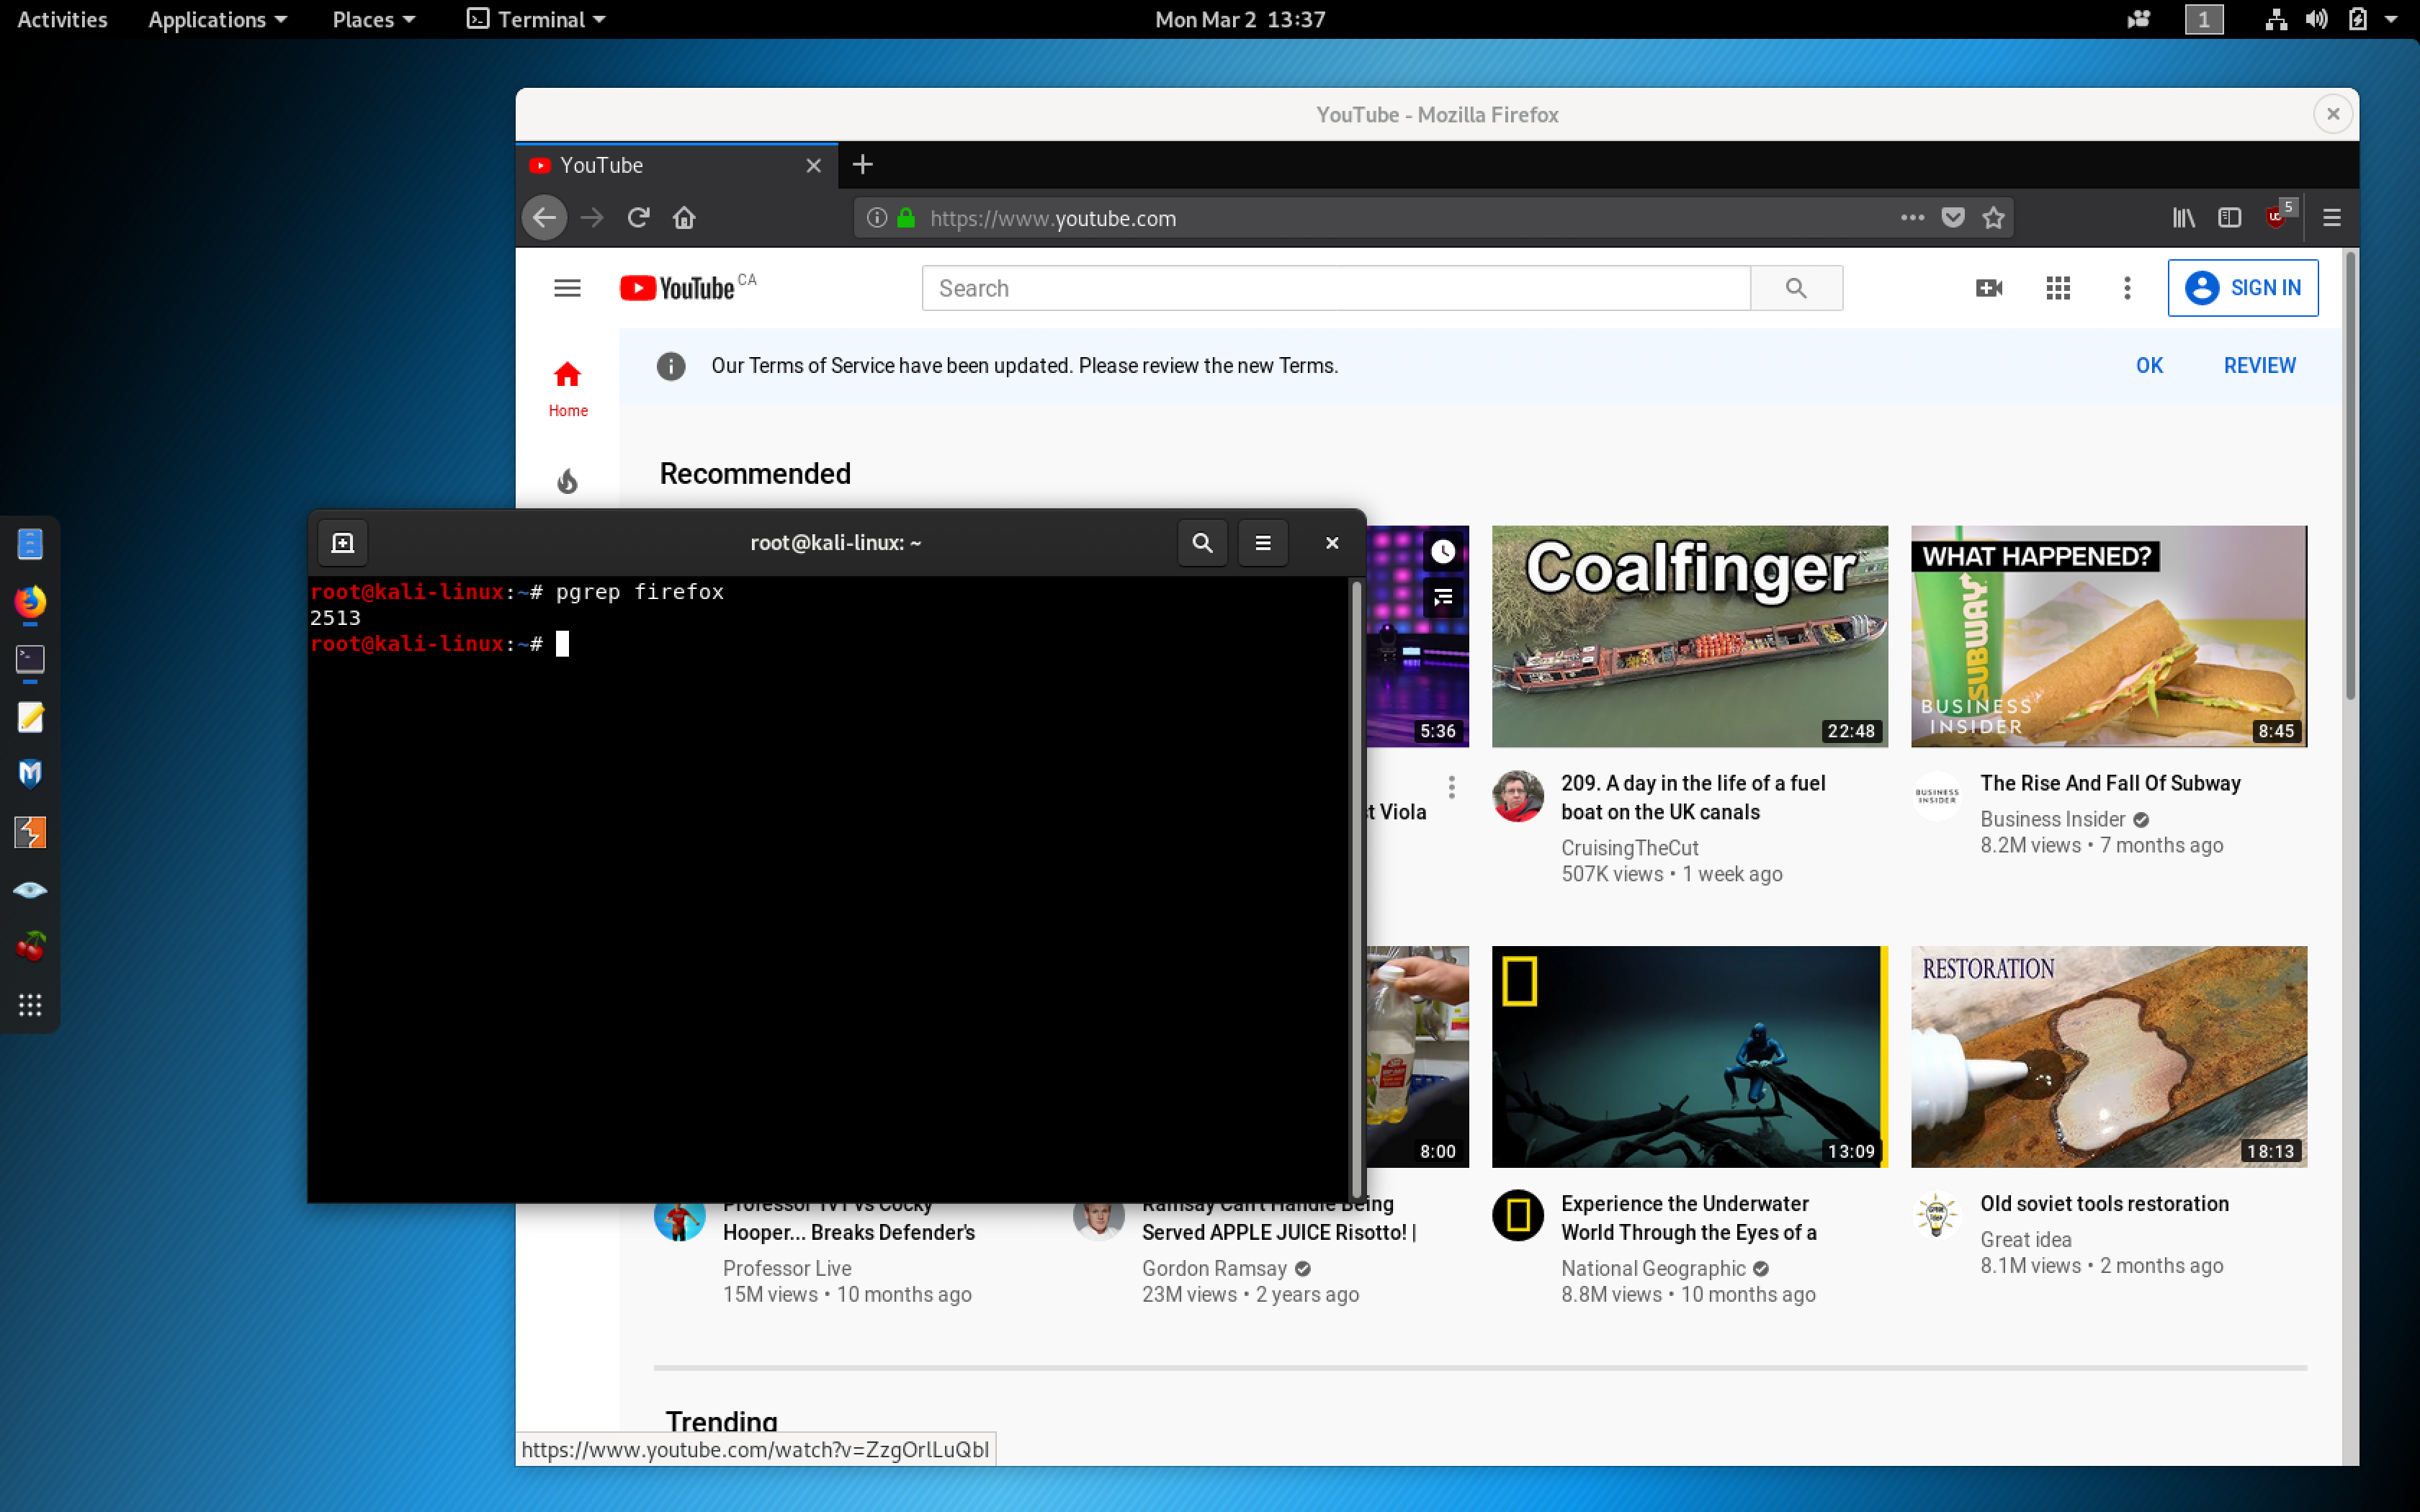 Activities Applications Places Terminal Mon Mar 2 13:37 1
YouTube - Mozilla Firefox
YouTube
https://www.youtube.com 5
YouTube CA Search SIGN IN
Our Terms of Service have been updated. Please review the new Terms. OK REVIEW
Home
Recommended
root@kali-linux: ~
root@kali-linux:~# pgrep firefox
2513
root@kali-linux:~#
5:36
t Viola
Coalfinger
22:48
209. A day in the life of a fuel
boat on the UK canals
CruisingTheCut
507K views • 1 week ago
WHAT HAPPENED?
SUBWAY
BUSINESS
INSIDER
8:45
BUSINESS
INSIDER
The Rise And Fall Of Subway
Business Insider
8.2M views • 7 months ago
Professor 1v1 vs Cocky
Hooper... Breaks Defender's
Professor Live
15M views • 10 months ago
8:00
Ramsay Can't Handle Being
Served APPLE JUICE Risotto! |
Gordon Ramsay
23M views • 2 years ago
13:09
Experience the Underwater
World Through the Eyes of a
National Geographic
8.8M views • 10 months ago
RESTORATION
18:13
Great Idea
Old soviet tools restoration
Great idea
8.1M views • 2 months ago
Trending
https://www.youtube.com/watch?v=ZzgOrlLuQbI